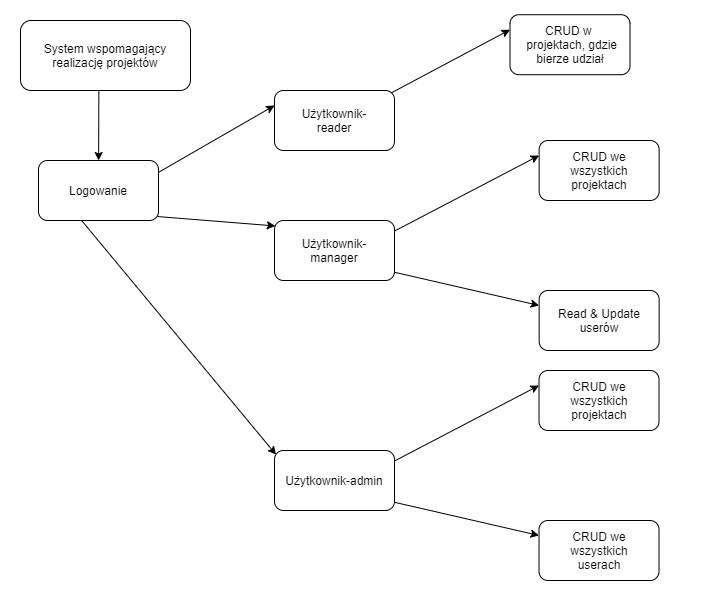 System wspomagający
realizację projektów
Logowanie
Użytkownik-
reader
CRUD w
projektach, gdzie
bierze udział
Użytkownik-
manager
CRUD we
wszystkich
projektach
Read & Update
userów
Użytkownik-admin
CRUD we
wszystkich
projektach
CRUD we
wszystkich
userach